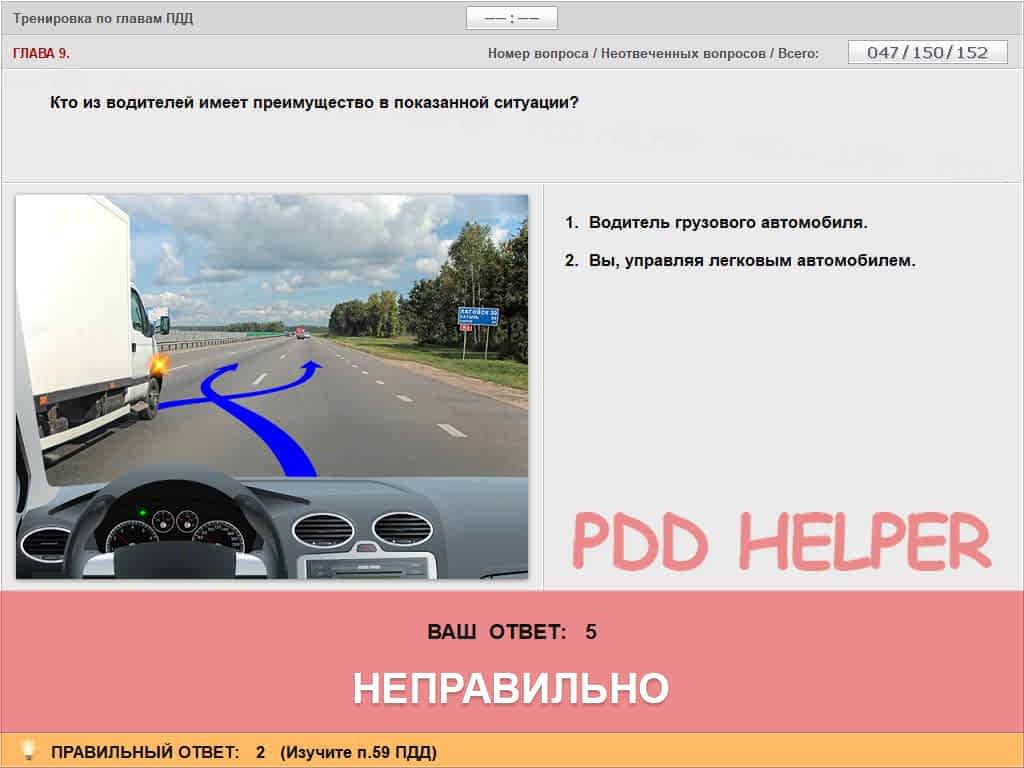 Тренировка по главам ПДД
–– : ––
ГЛАВА 9.
Номер вопроса / Неотвеченных вопросов / Всего:
047/150/152
Кто из водителей имеет преимущество в показанной ситуации?
1. Водитель грузового автомобиля.
2. Вы, управляя легковым автомобилем.
ЛАГОЙСК 30
PDD HELPER
ВАШ ОТВЕТ: 5
НЕПРАВИЛЬНО
ПРАВИЛЬНЫЙ ОТВЕТ: 2 (Изучите п.59 ПДД)